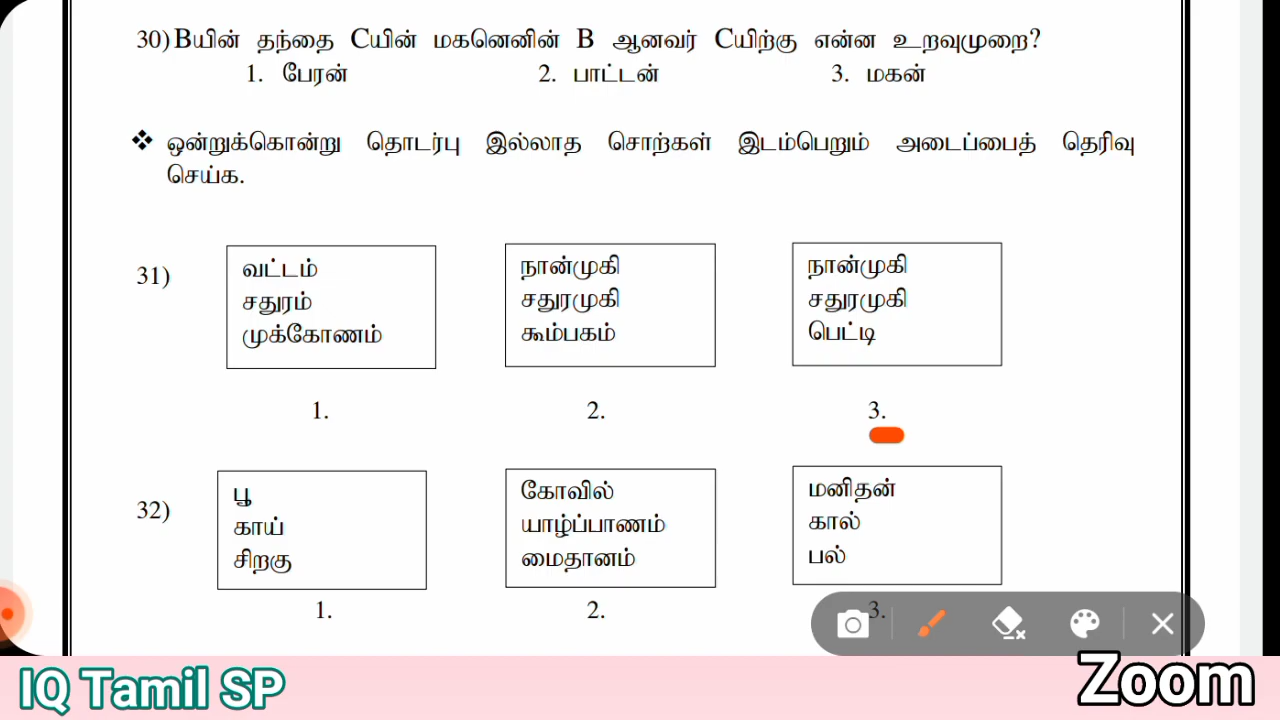 30) Bயின் தந்தை Cயின் மகனெனின் B ஆனவர் Cயிற்கு என்ன உறவுமுறை?
1. பேரன் 2. பாட்டன் 3. மகன்
❖ ஒன்றுக்கொன்று தொடர்பு இல்லாத சொற்கள் இடம்பெறும் அடைப்பைத் தெரிவு
செய்க.
31)
வட்டம்
சதுரம்
முக்கோணம்
நான்முகி
சதுரமுகி
கூம்பகம்
நான்முகி
சதுரமுகி
பெட்டி
1. 2. 3.
32)
பூ
காய்
சிறகு
கோவில்
யாழ்ப்பாணம்
மைதானம்
மனிதன்
கால்
பல்
1. 2. 3.
IQ Tamil SP
Zoom